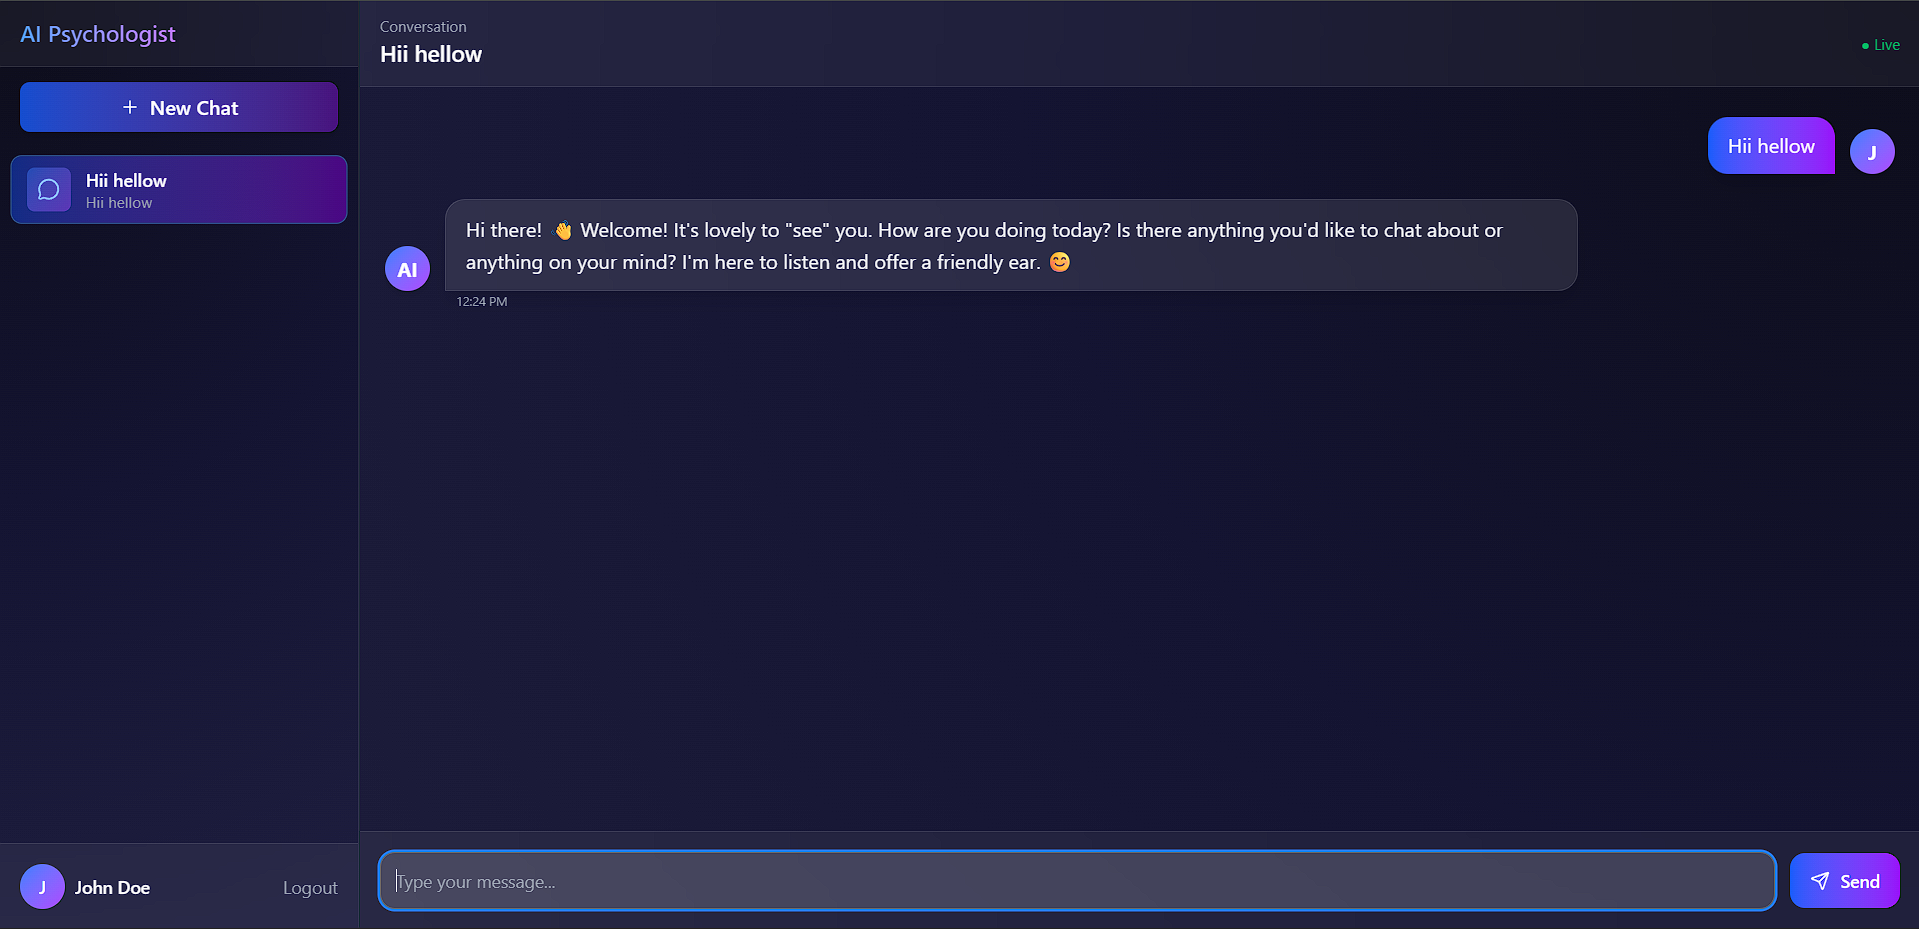 AI Psychologist
+ New Chat
Hii hellow
Hii hellow
John Doe
J
Logout
Conversation
Hii hellow
● Live
Hii hellow
J
Hi there! 👋 Welcome! It's lovely to "see" you. How are you doing today? Is there anything you'd like to chat about or
anything on your mind? I'm here to listen and offer a friendly ear. 😊
AI
12:24 PM
Type your message...
Send